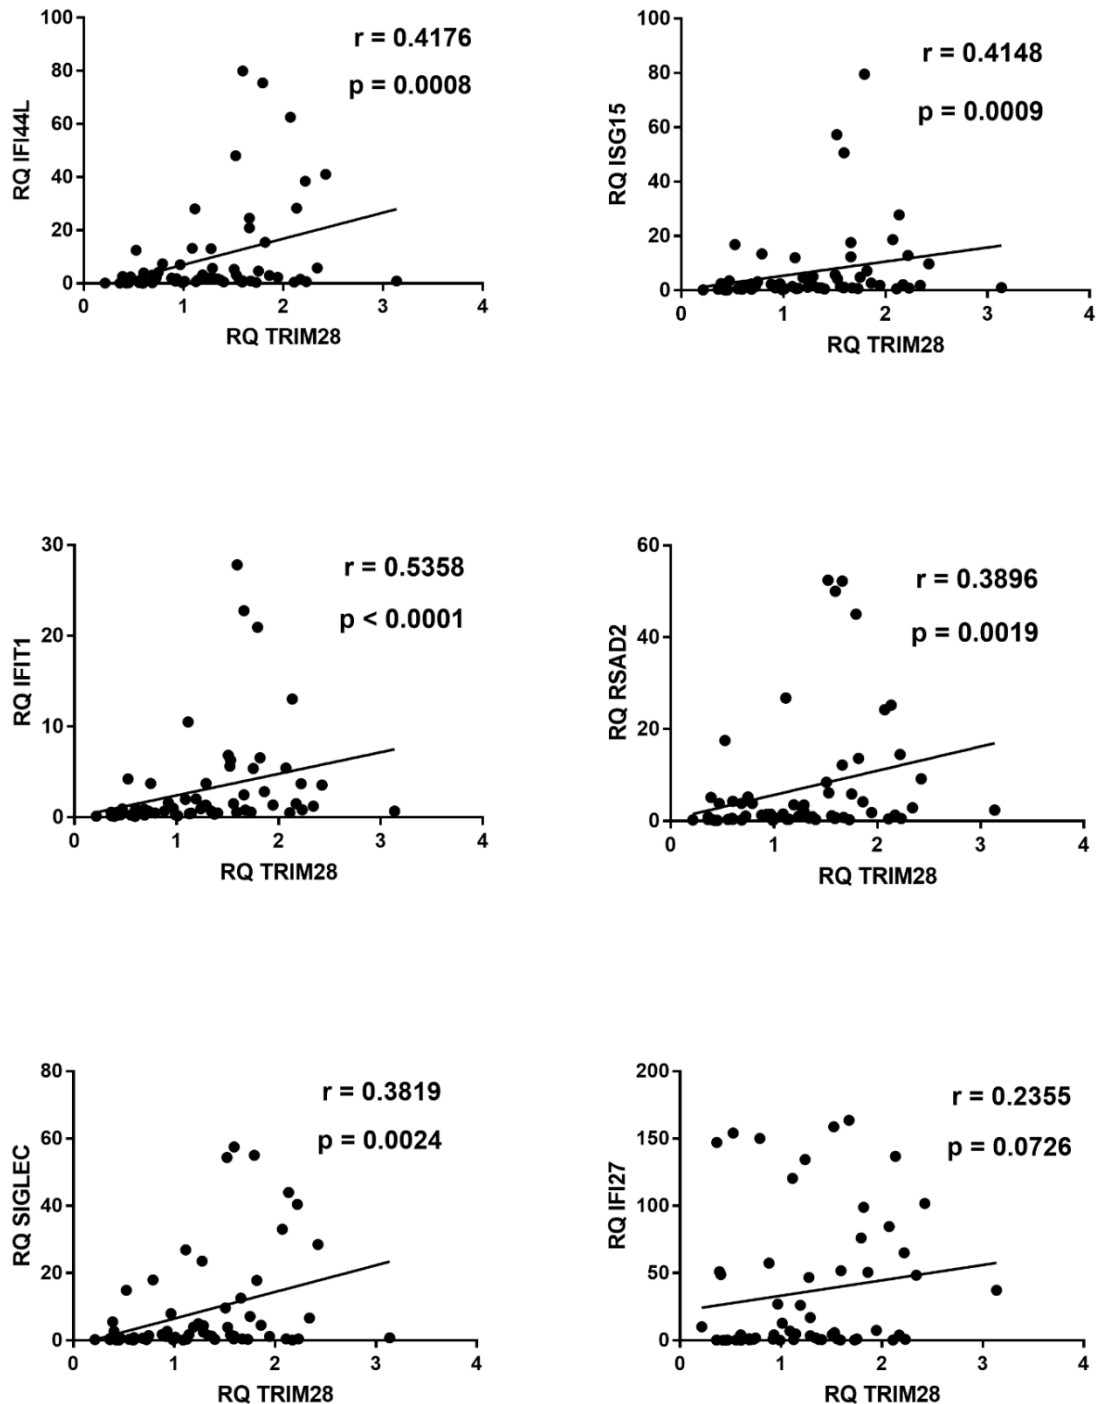 r = 0.4176
p = 0.0008
100
80
60
40
20
0
RQ IFI44L
0 1 2 3 4
RQ TRIM28
r = 0.4148
p = 0.0009
100
80
60
40
20
0
RQ ISG15
0 1 2 3 4
RQ TRIM28
r = 0.5358
p < 0.0001
30
20
10
0
RQ IFIT1
0 1 2 3 4
RQ TRIM28
r = 0.3896
p = 0.0019
60
40
20
0
RQ RSAD2
0 1 2 3 4
RQ TRIM28
r = 0.3819
p = 0.0024
80
60
40
20
0
RQ SIGLEC
0 1 2 3 4
RQ TRIM28
r = 0.2355
p = 0.0726
200
150
100
50
0
RQ IFI27
0 1 2 3 4
RQ TRIM28